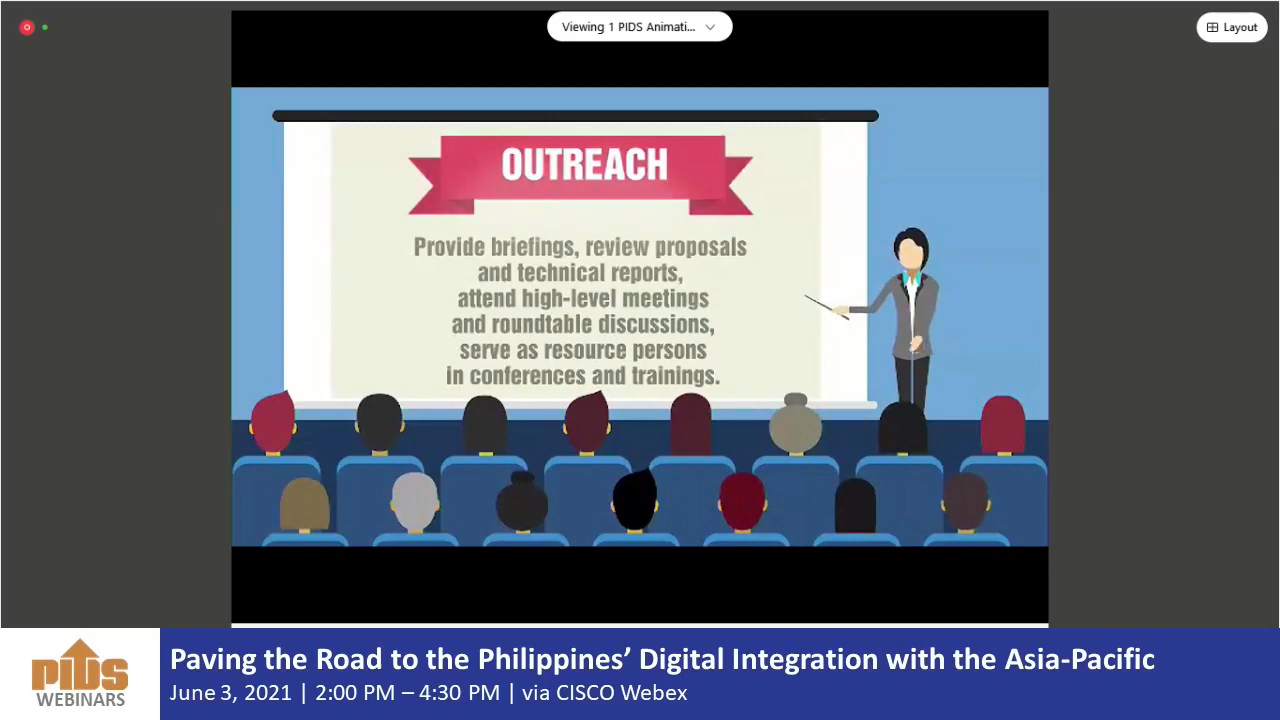 Viewing 1 PIDS Animati...
Layout
OUTREACH
Provide briefings, review proposals
and technical reports,
attend high-level meetings
and roundtable discussions,
serve as resource persons
in conferences and trainings.
PIDS
WEBINARS
Paving the Road to the Philippines’ Digital Integration with the Asia-Pacific
June 3, 2021 | 2:00 PM – 4:30 PM | via CISCO Webex